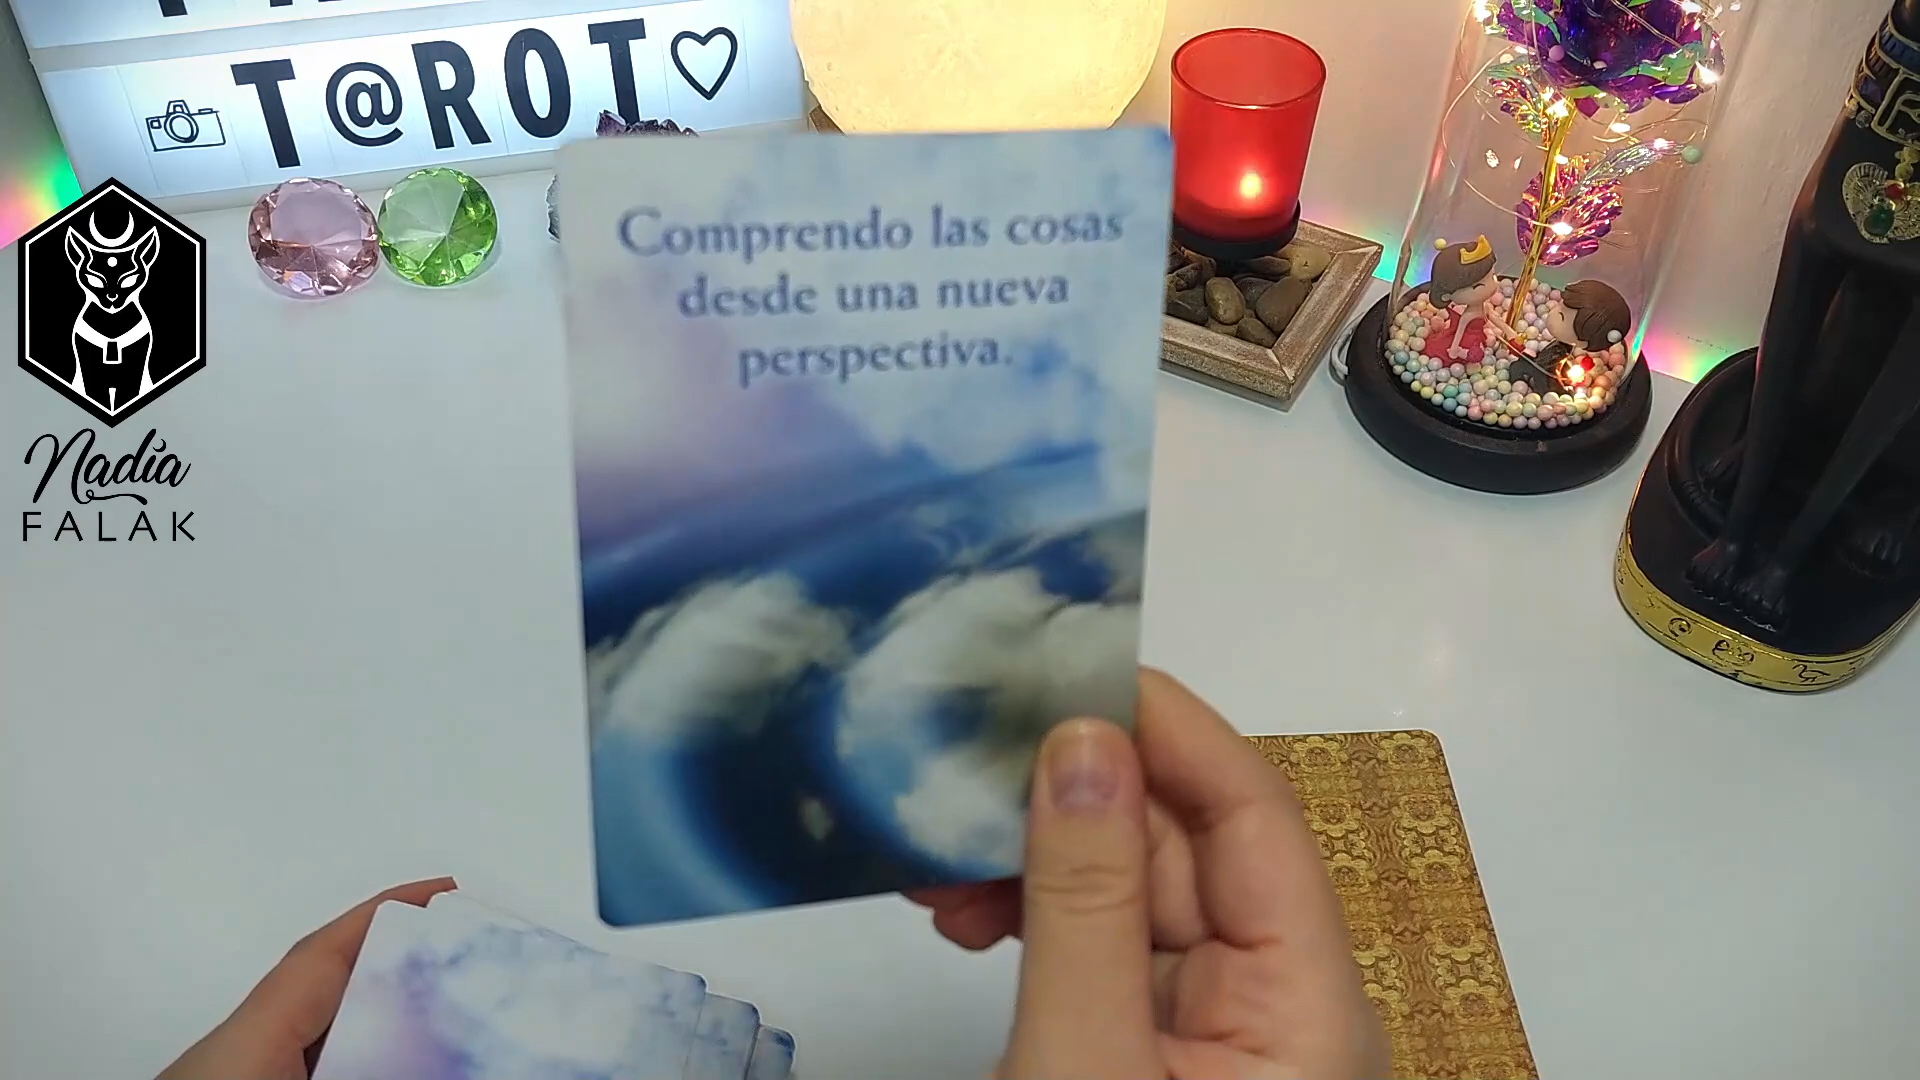 T@ROT
Comprendo las cosas
desde una nueva
perspectiva.
Nadia
FALAK